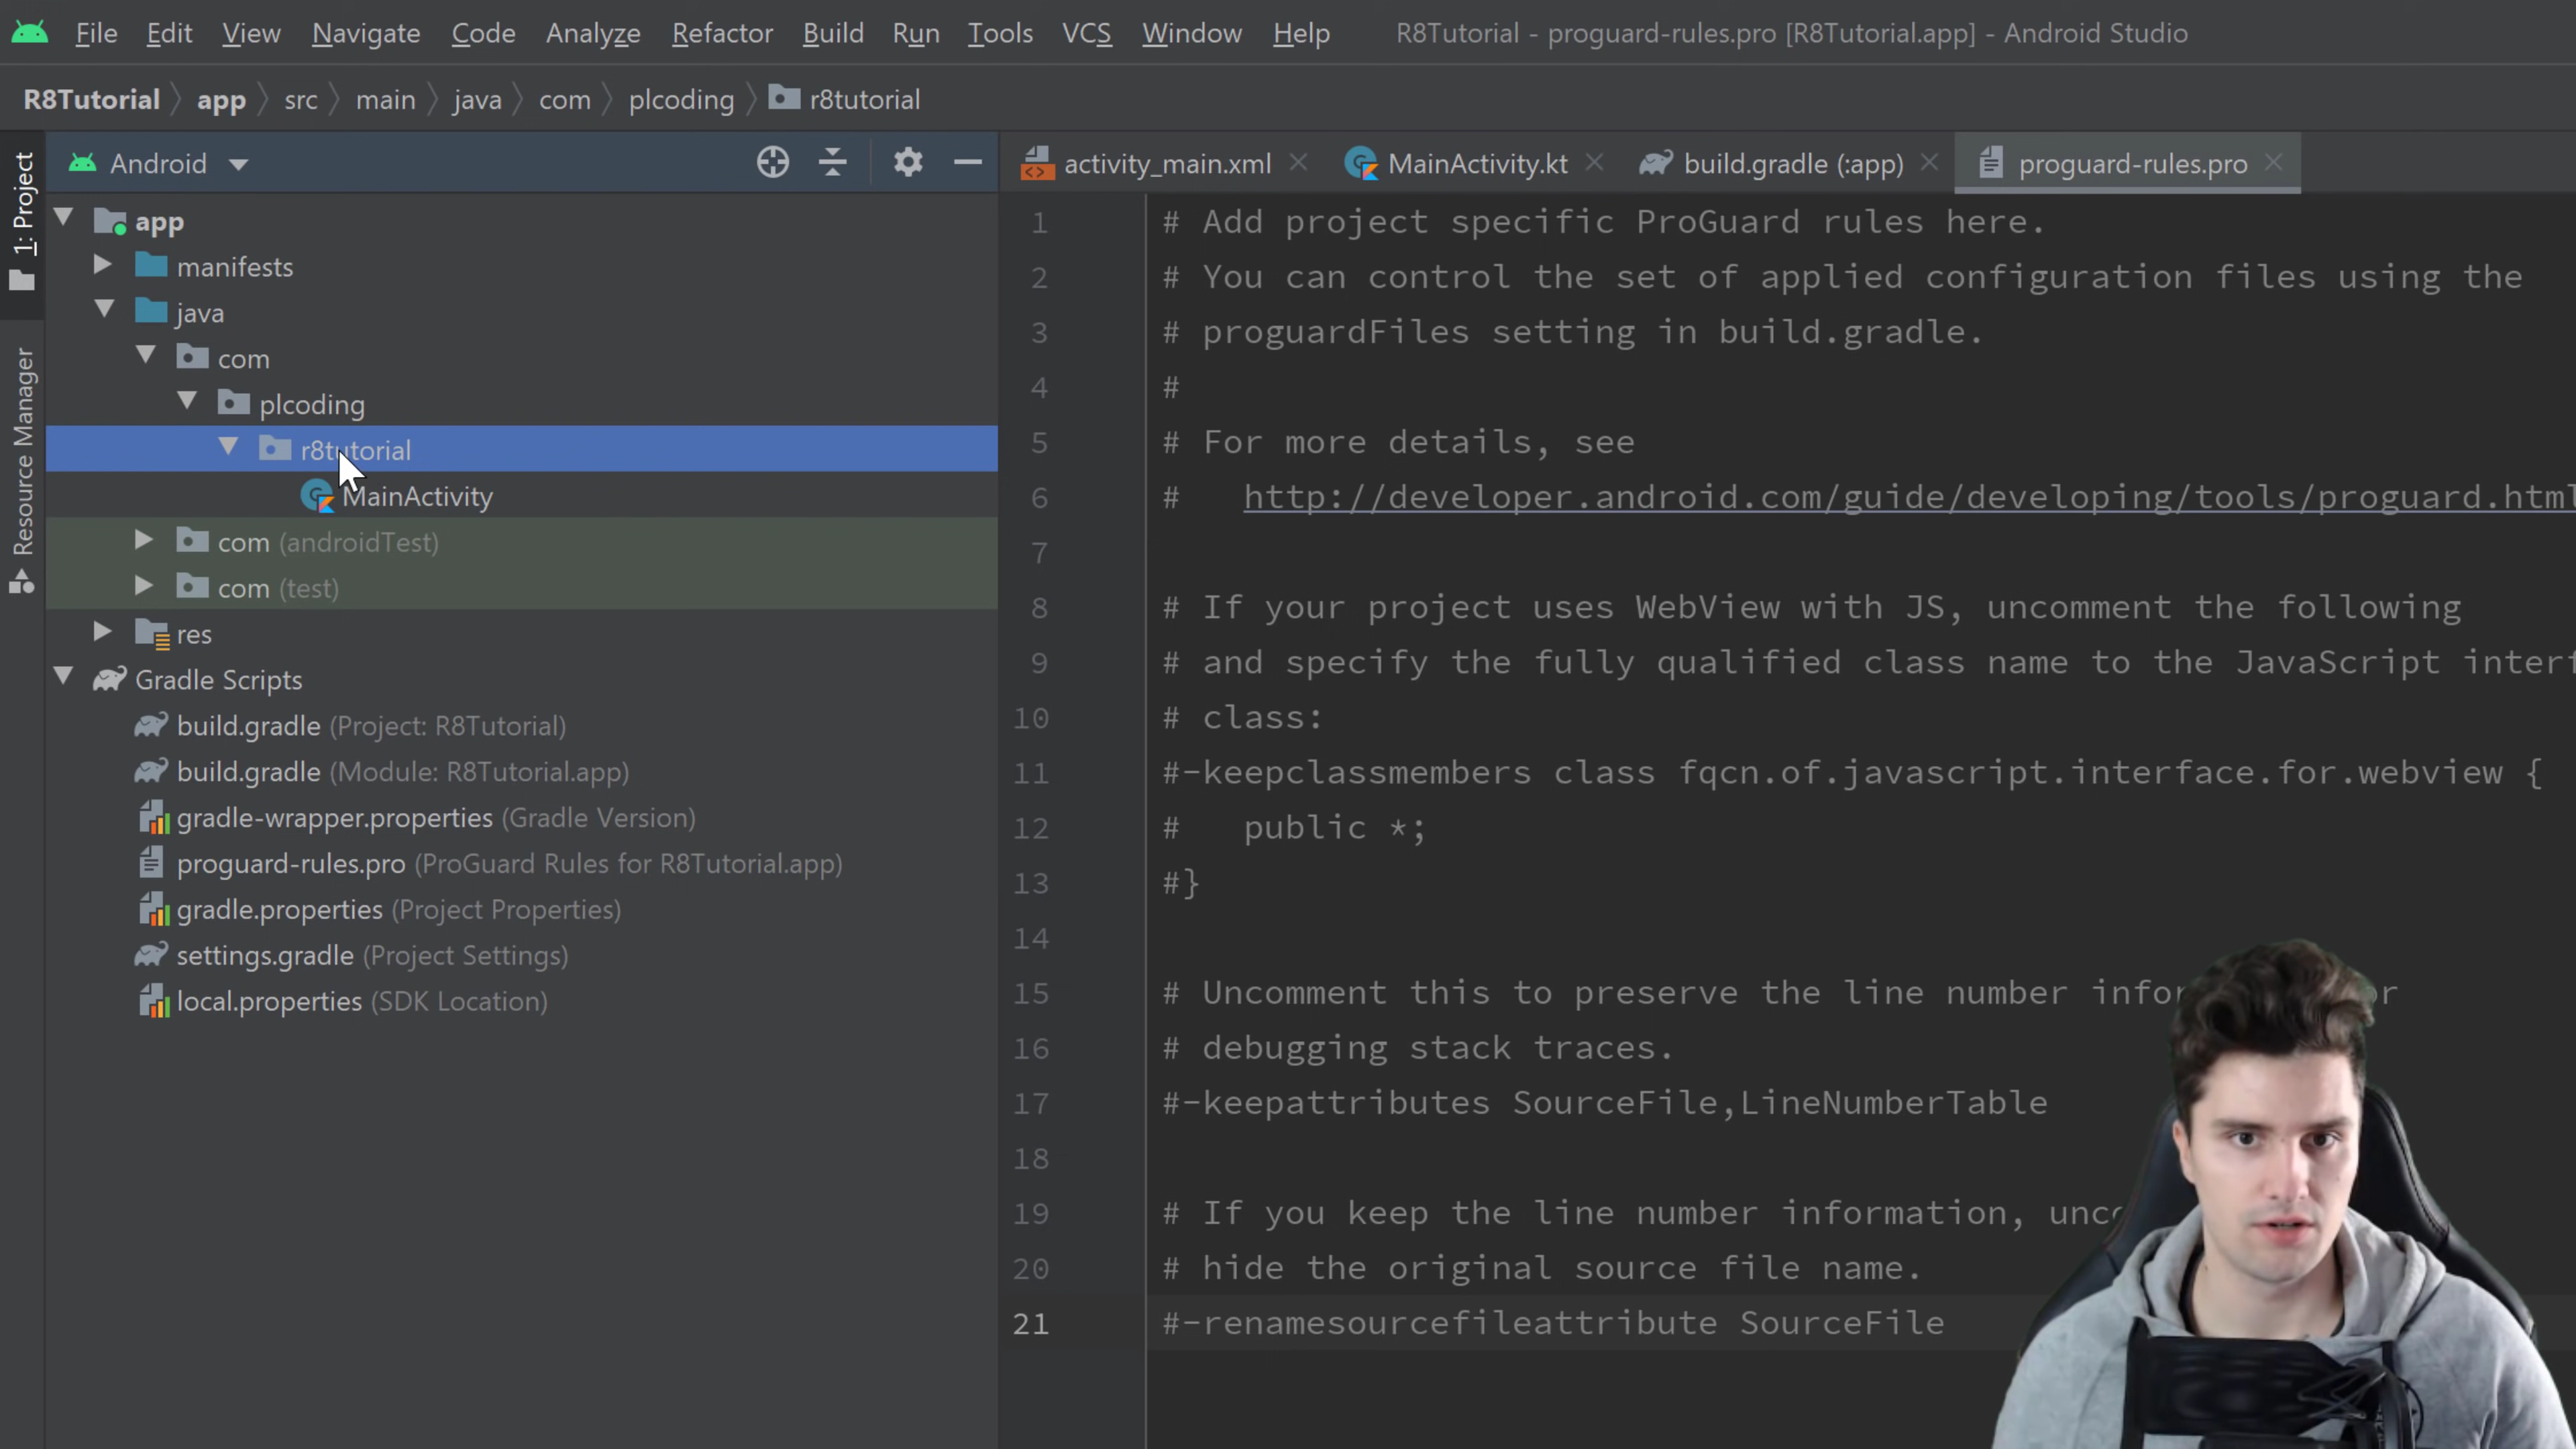 File Edit View Navigate Code Analyze Refactor Build Run Tools VCS Window Help R8Tutorial - proguard-rules.pro [R8Tutorial.app] - Android Studio
R8Tutorial app src main java com plcoding r8tutorial
1: Project
Resource Manager
Android
app
manifests
java
com
plcoding
r8tutorial
MainActivity
com (androidTest)
com (test)
res
Gradle Scripts
build.gradle (Project: R8Tutorial)
build.gradle (Module: R8Tutorial.app)
gradle-wrapper.properties (Gradle Version)
proguard-rules.pro (ProGuard Rules for R8Tutorial.app)
gradle.properties (Project Properties)
settings.gradle (Project Settings)
local.properties (SDK Location)
activity_main.xml MainActivity.kt build.gradle (:app) proguard-rules.pro
1 # Add project specific ProGuard rules here.
2 # You can control the set of applied configuration files using the
3 # proguardFiles setting in build.gradle.
4 #
5 # For more details, see
6 #   http://developer.android.com/guide/developing/tools/proguard.html
7
8 # If your project uses WebView with JS, uncomment the following
9 # and specify the fully qualified class name to the JavaScript interf
10 # class:
11 #-keepclassmembers class fqcn.of.javascript.interface.for.webview {
12 #   public *;
13 #}
14
15 # Uncomment this to preserve the line number infor
16 # debugging stack traces.
17 #-keepattributes SourceFile,LineNumberTable
18
19 # If you keep the line number information, unco
20 # hide the original source file name.
21 #-renamesourcefileattribute SourceFile